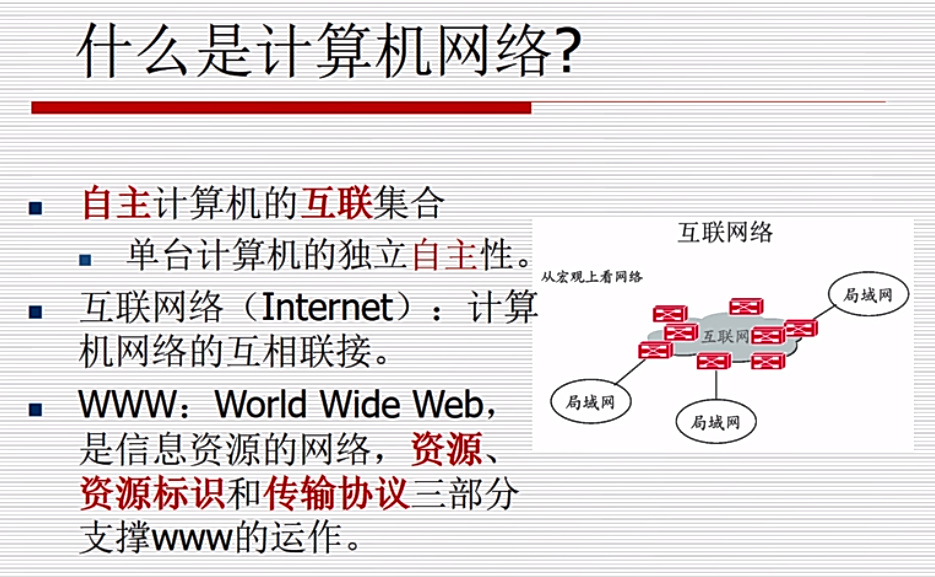 什么是计算机网络?
自主计算机的互联集合
单台计算机的独立自主性。
互联网络（Internet）：计算
机网络的互相联接。
WWW：World Wide Web，
是信息资源的网络，资源、
资源标识和传输协议三部分
支撑www的运作。
互联网络
从宏观上看网络
局域网
互联网
局域网
局域网